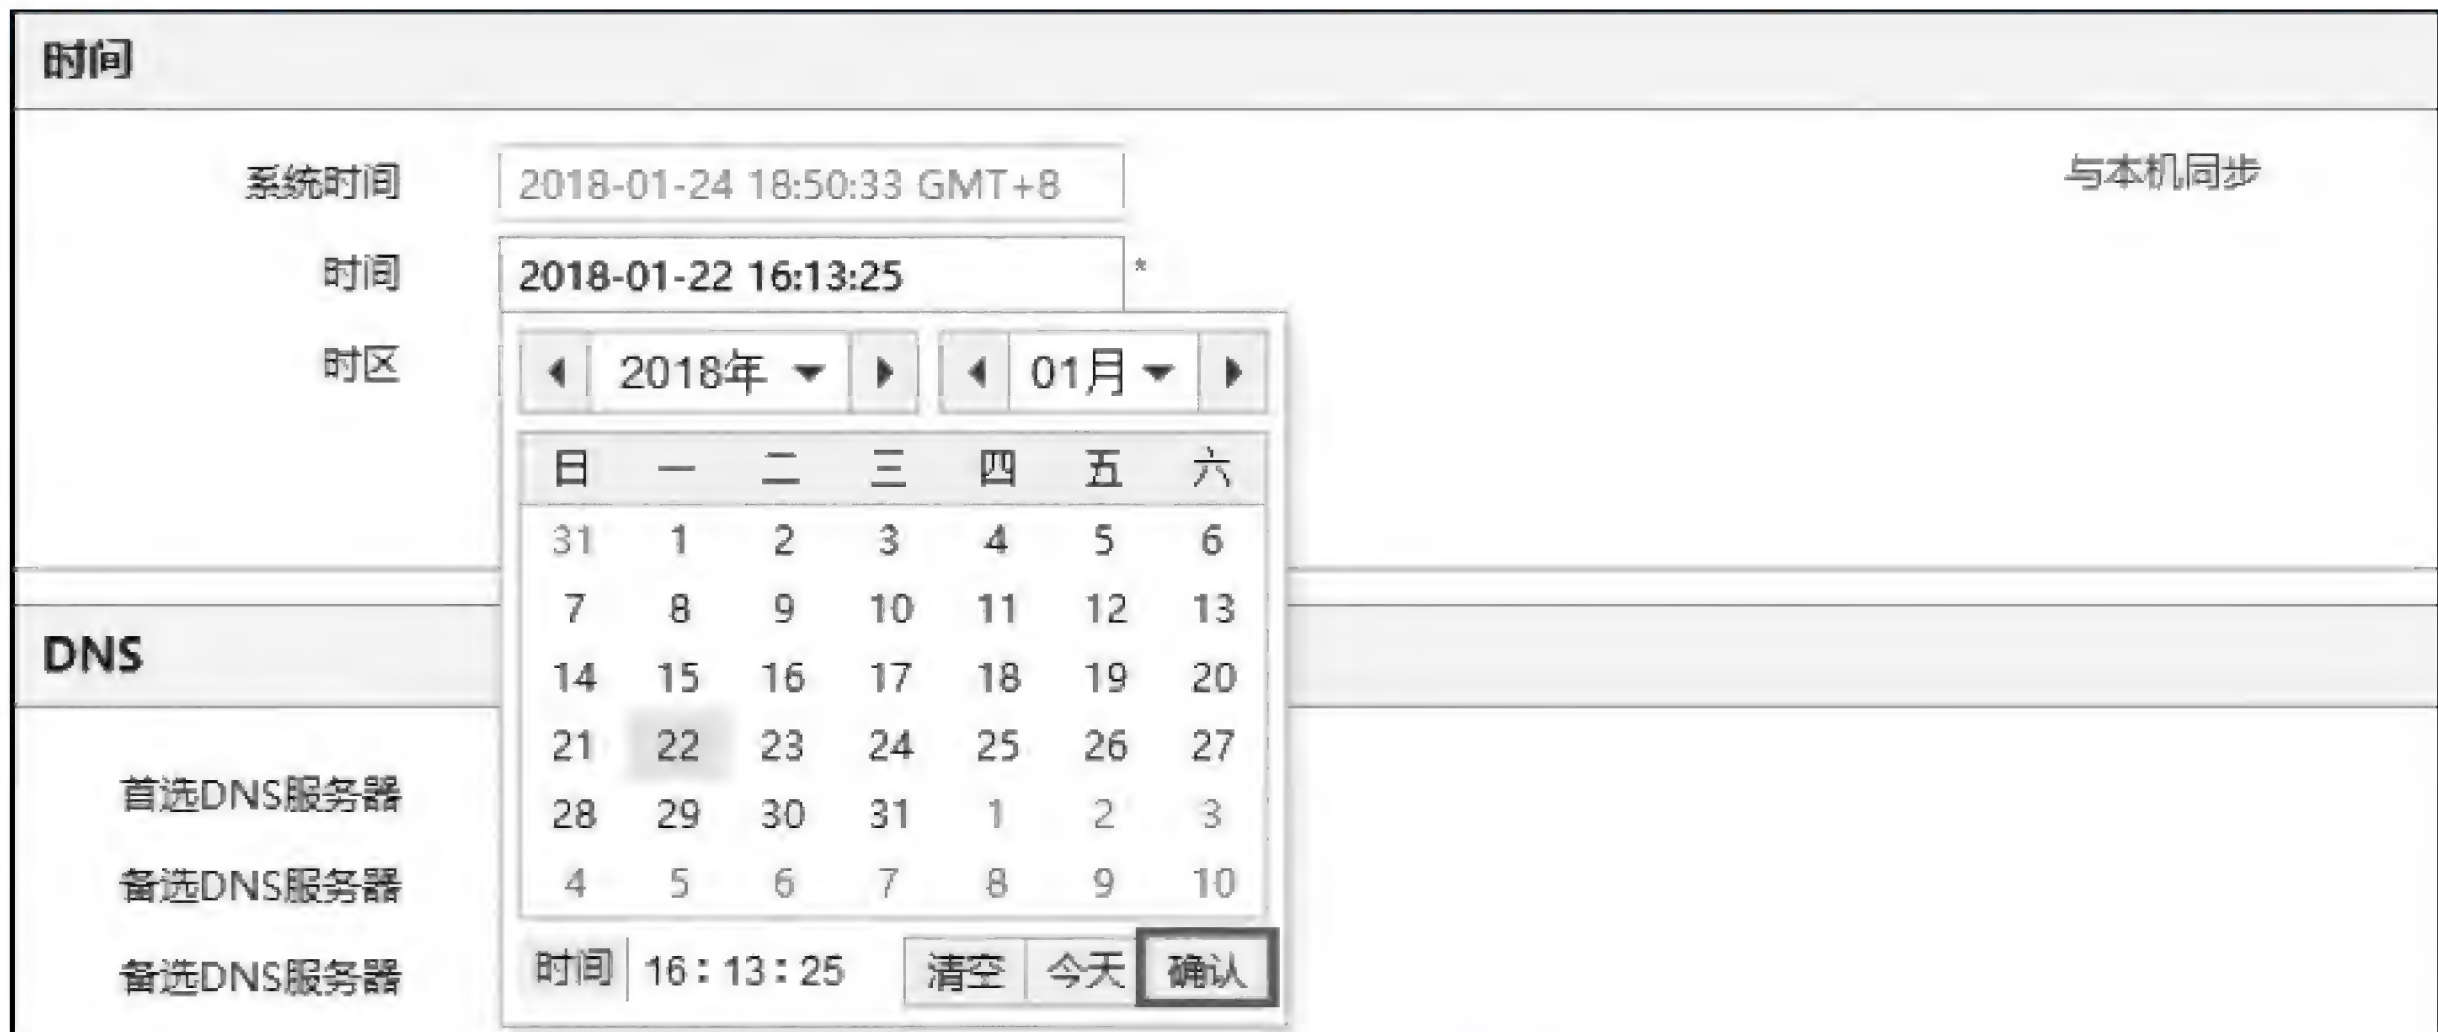 时间
系统时间 2018-01-24 18:50:33 GMT+8 与本机同步
时间 2018-01-22 16:13:25 *
时区 2018年 01月
日 一 二 三 四 五 六
31 1 2 3 4 5 6
7 8 9 10 11 12 13
DNS
14 15 16 17 18 19 20
21 22 23 24 25 26 27
首选DNS服务器
28 29 30 31 1 2 3
备选DNS服务器
4 5 6 7 8 9 10
备选DNS服务器
时间 16:13:25 清空 今天 确认